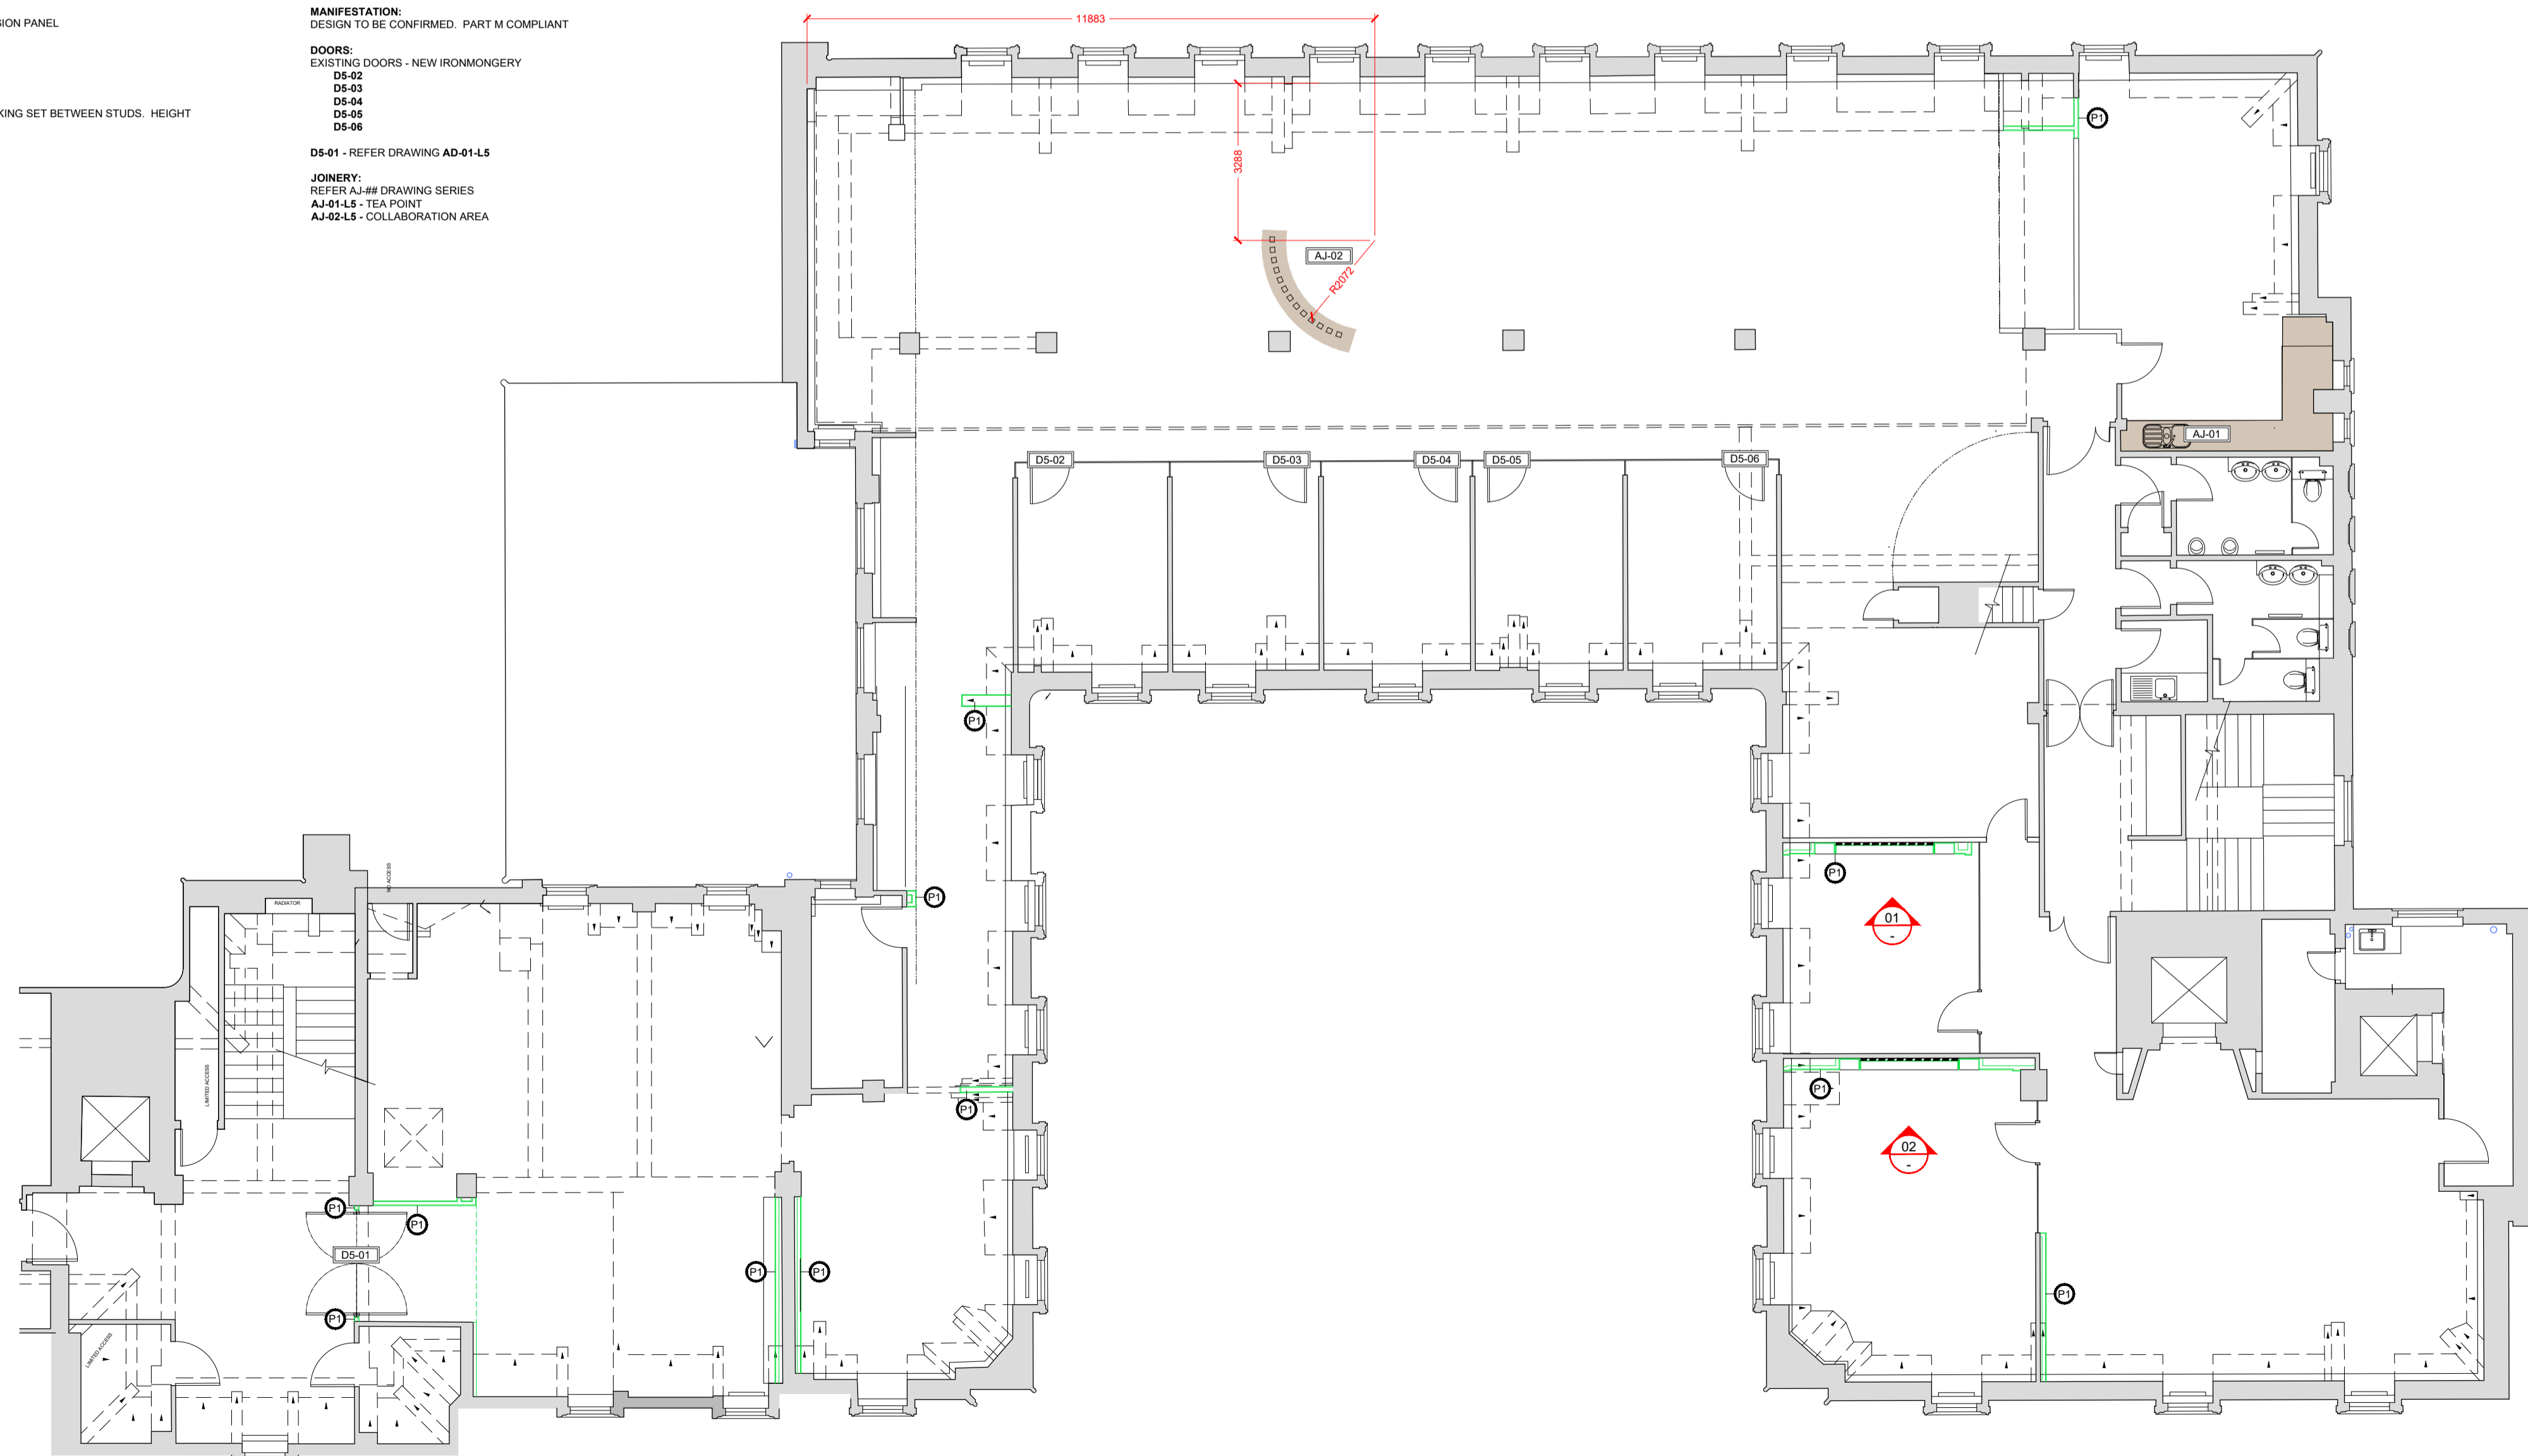 SION PANEL
KING SET BETWEEN STUDS. HEIGHT
MANIFESTATION:
DESIGN TO BE CONFIRMED. PART M COMPLIANT
DOORS:
EXISTING DOORS - NEW IRONMONGERY
D5-02
D5-03
D5-04
D5-05
D5-06
D5-01 - REFER DRAWING AD-01-L5
JOINERY:
REFER AJ-## DRAWING SERIES
AJ-01-L5 - TEA POINT
AJ-02-L5 - COLLABORATION AREA
11883
3288
AJ-02
R2072
P1
AJ-01
D5-02
D5-03
D5-04
D5-05
D5-06
P1
P1
P1
P1
01
-
P1
02
-
P1
NO ACCESS
RADIATOR
LIMITED ACCESS
P1
P1
D5-01
P1
P1
P1
LIMITED ACCESS